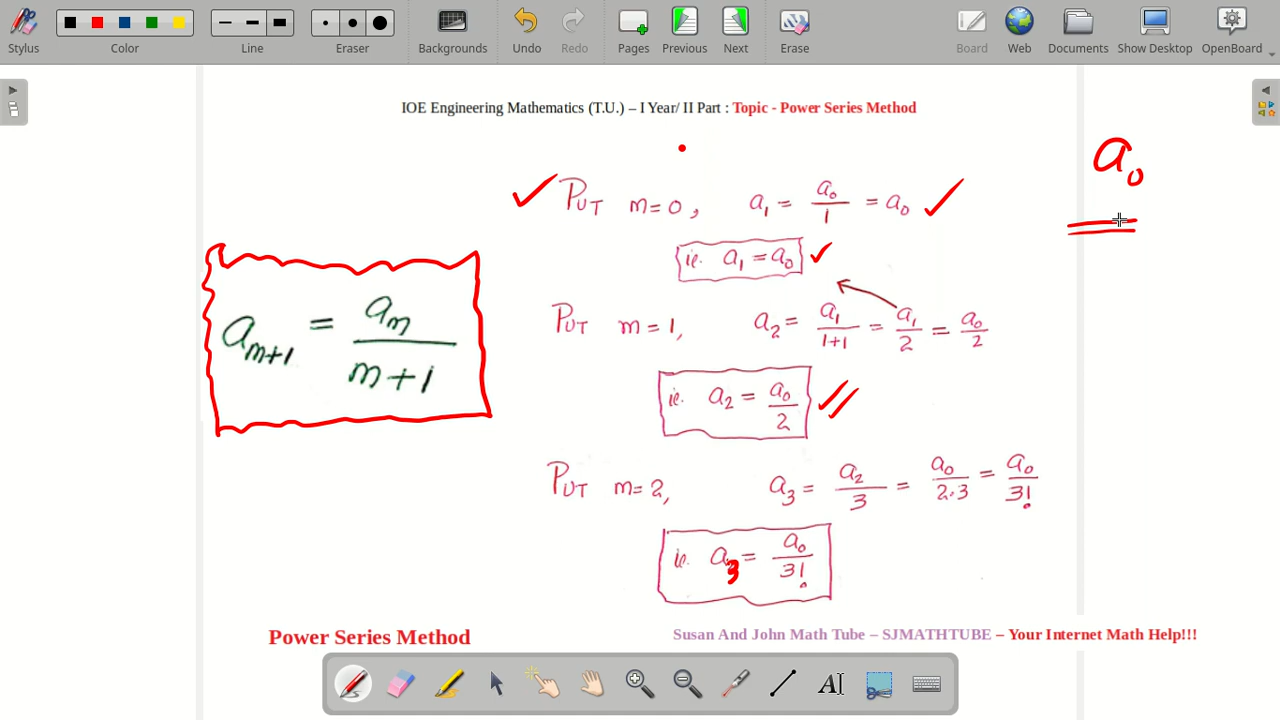 Stylus Color Line Eraser Backgrounds Undo Redo Pages Previous Next Erase Board Web Documents Show Desktop OpenBoard
IOE Engineering Mathematics (T.U.) – I Year/ II Part : Topic - Power Series Method
a₀
PUT m=0, a₁ = a₀/1 = a₀
ie. a₁ = a₀
aₘ₊₁ = aₘ/m+1
PUT m=1, a₂ = a₁/1+1 = a₁/2 = a₀/2
ie. a₂ = a₀/2
PUT m=2, a₃ = a₂/3 = a₀/2·3 = a₀/3!
ie. a₃ = a₀/3!
Power Series Method
Susan And John Math Tube – SJMATHTUBE – Your Internet Math Help!!!
AI